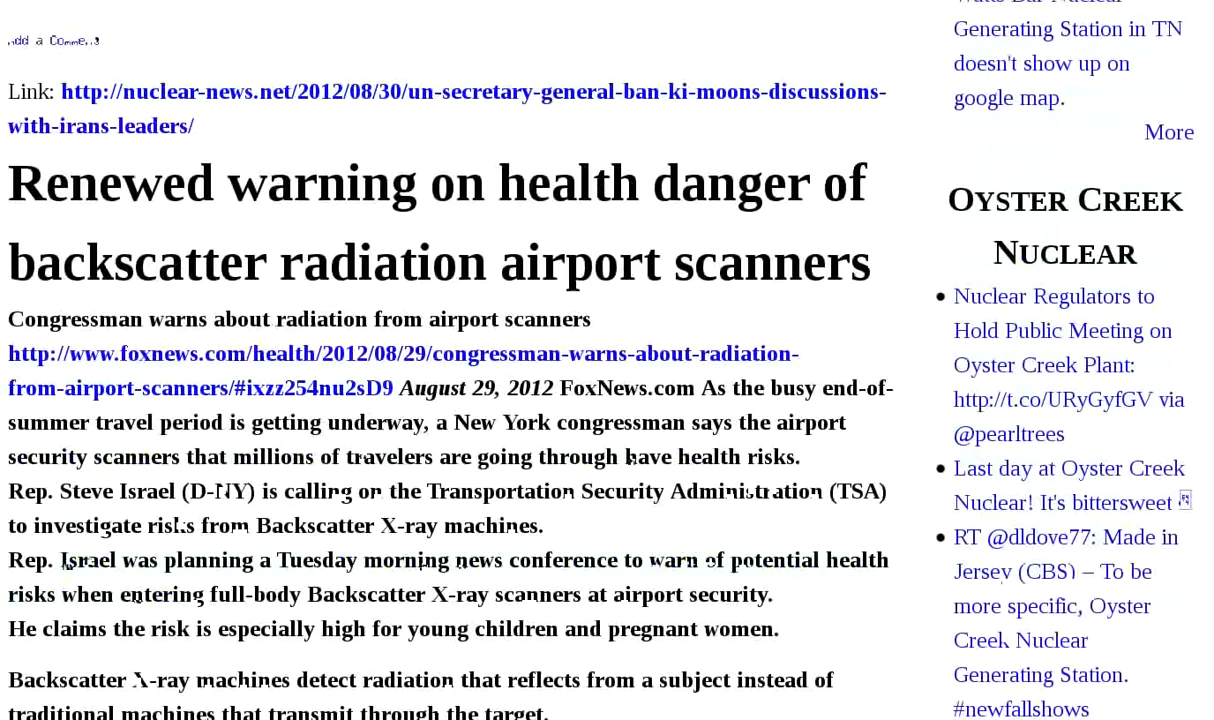 Add a Comment
Link: http://nuclear-news.net/2012/08/30/un-secretary-general-ban-ki-moons-discussions-
with-irans-leaders/
Renewed warning on health danger of
backscatter radiation airport scanners
Congressman warns about radiation from airport scanners
http://www.foxnews.com/health/2012/08/29/congressman-warns-about-radiation-
from-airport-scanners/#ixzz254nu2sD9 August 29, 2012 FoxNews.com As the busy end-of-
summer travel period is getting underway, a New York congressman says the airport
security scanners that millions of travelers are going through have health risks.
Rep. Steve Israel (D-NY) is calling on the Transportation Security Administration (TSA)
to investigate risks from Backscatter X-ray machines.
Rep. Israel was planning a Tuesday morning news conference to warn of potential health
risks when entering full-body Backscatter X-ray scanners at airport security.
He claims the risk is especially high for young children and pregnant women.
Backscatter X-ray machines detect radiation that reflects from a subject instead of
traditional machines that transmit through the target.
Watts Bar Nuclear
Generating Station in TN
doesn't show up on
google map.
More
OYSTER CREEK
NUCLEAR
Nuclear Regulators to
Hold Public Meeting on
Oyster Creek Plant:
http://t.co/URyGyfGV via
@pearltrees
Last day at Oyster Creek
Nuclear! It's bittersweet
RT @dldove77: Made in
Jersey (CBS) – To be
more specific, Oyster
Creek Nuclear
Generating Station.
#newfallshows